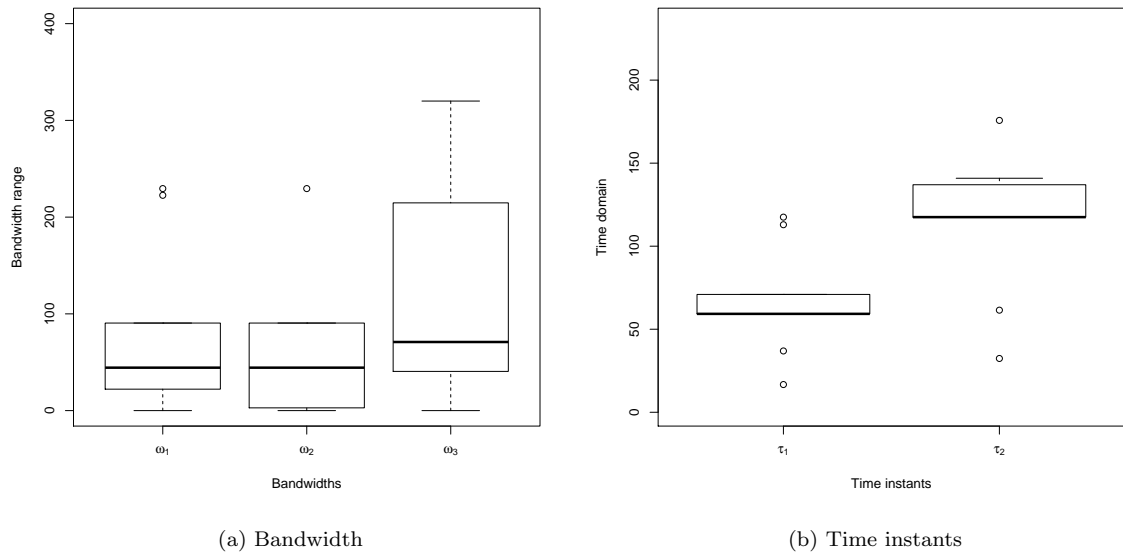 400
300
200
100
0
Bandwidth range
ω1
ω2
ω3
Bandwidths
(a) Bandwidth
200
150
100
50
0
Time domain
τ1
τ2
Time instants
(b) Time instants